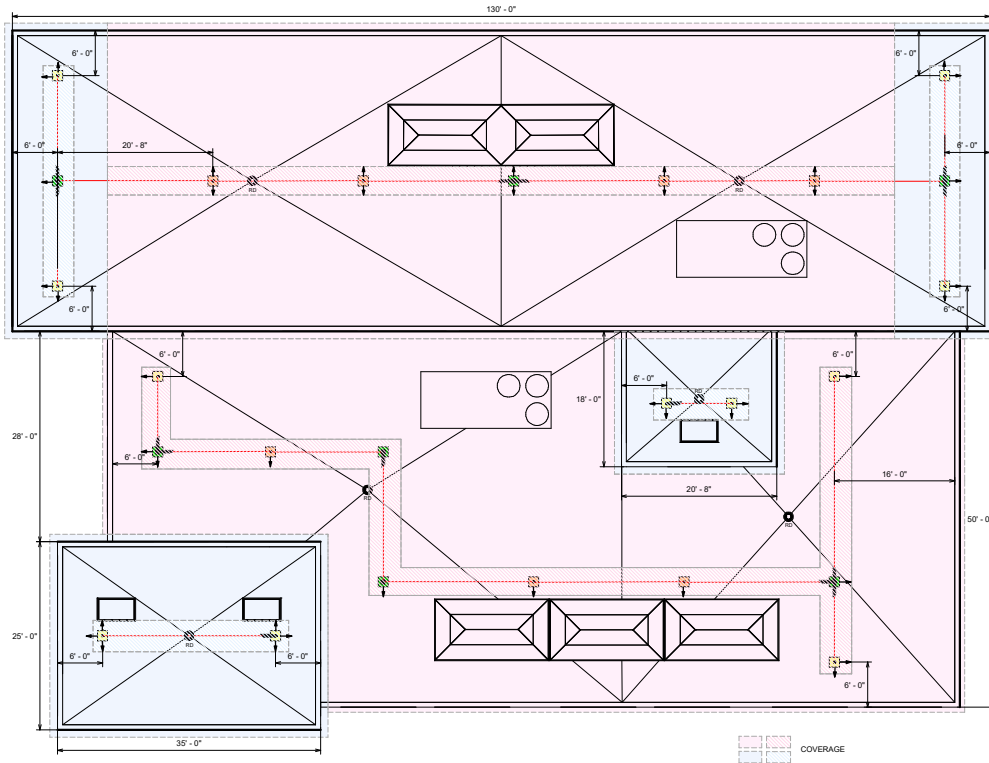 130' - 0"
6' - 0"
6' - 0"
6' - 0"
20' - 8"
6' - 0"
RD
RD
6' - 0"
6' - 0"
6' - 0"
6' - 0"
6' - 0"
18' - 0"
28' - 0"
6' - 0"
16' - 0"
20' - 8"
RD
RD
RD
50' - 0
25' - 0"
RD
6' - 0"
6' - 0"
6' - 0"
35' - 0"
COVERAGE